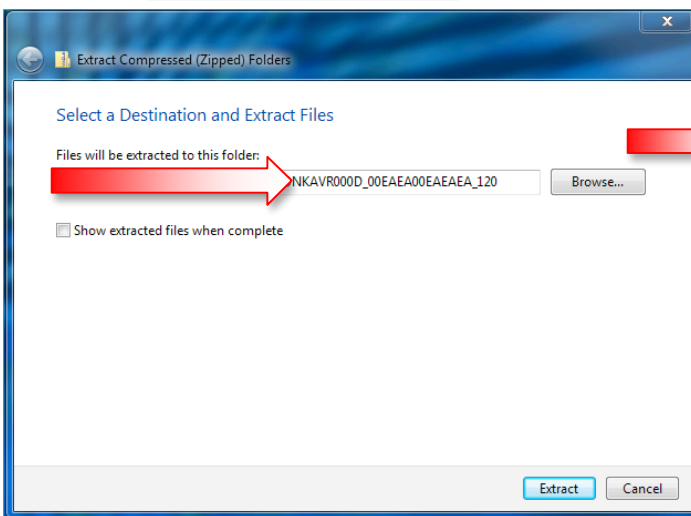 Extract Compressed (Zipped) Folders
Select a Destination and Extract Files
Files will be extracted to this folder:
NKAVR000D_00EAEA00EAEAEA_120
Browse...
Show extracted files when complete
Extract
Cancel